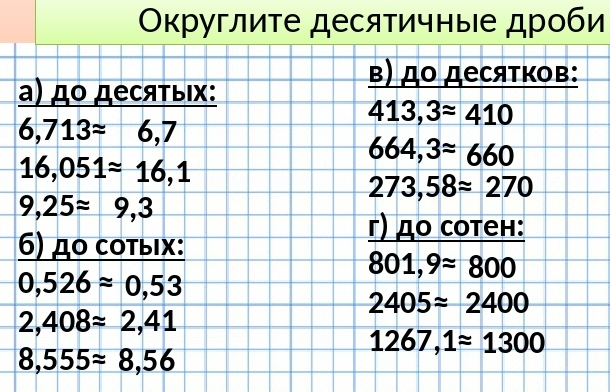 Округлите десятичные дроби
а) до десятых:
6,713≈ 6,7
16,051≈ 16,1
9,25≈ 9,3
б) до сотых:
0,526 ≈ 0,53
2,408≈ 2,41
8,555≈ 8,56
в) до десятков:
413,3≈ 410
664,3≈ 660
273,58≈ 270
г) до сотен:
801,9≈ 800
2405≈ 2400
1267,1≈ 1300